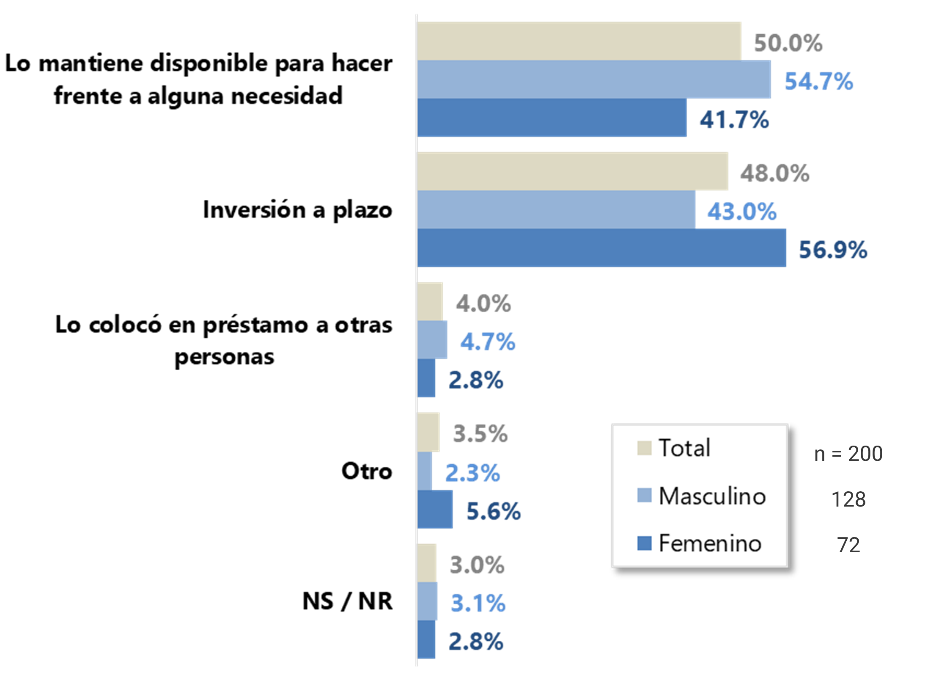 50.0%
Lo mantiene disponible para hacer
frente a alguna necesidad
54.7%
41.7%
48.0%
Inversión a plazo
43.0%
56.9%
4.0%
Lo colocó en préstamo a otras
personas
4.7%
2.8%
3.5%
Otro
2.3%
5.6%
3.0%
NS / NR
3.1%
2.8%
Total n = 200
Masculino 128
Femenino 72